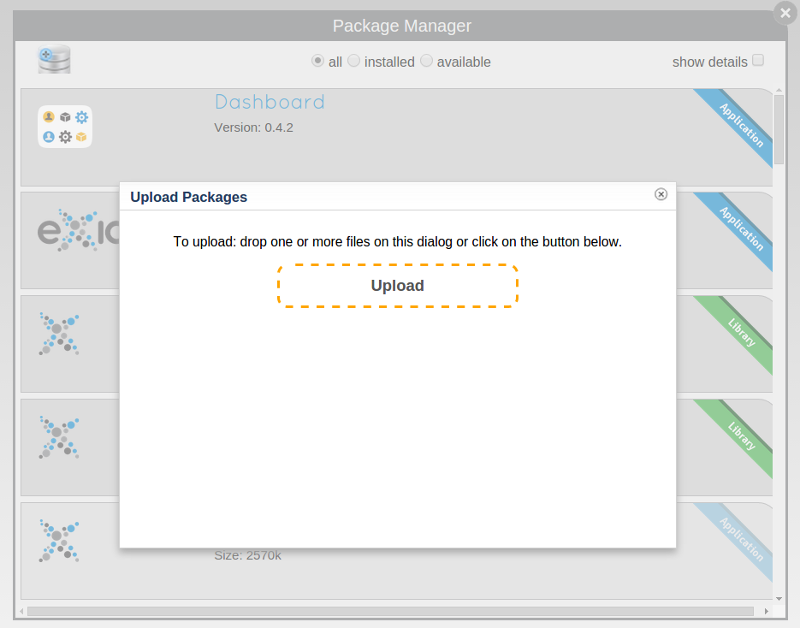 Package Manager
all installed available show details
Dashboard
Version: 0.4.2
Application
Upload Packages
Application
To upload: drop one or more files on this dialog or click on the button below.
Upload
Library
Library
Application
Size: 2570k